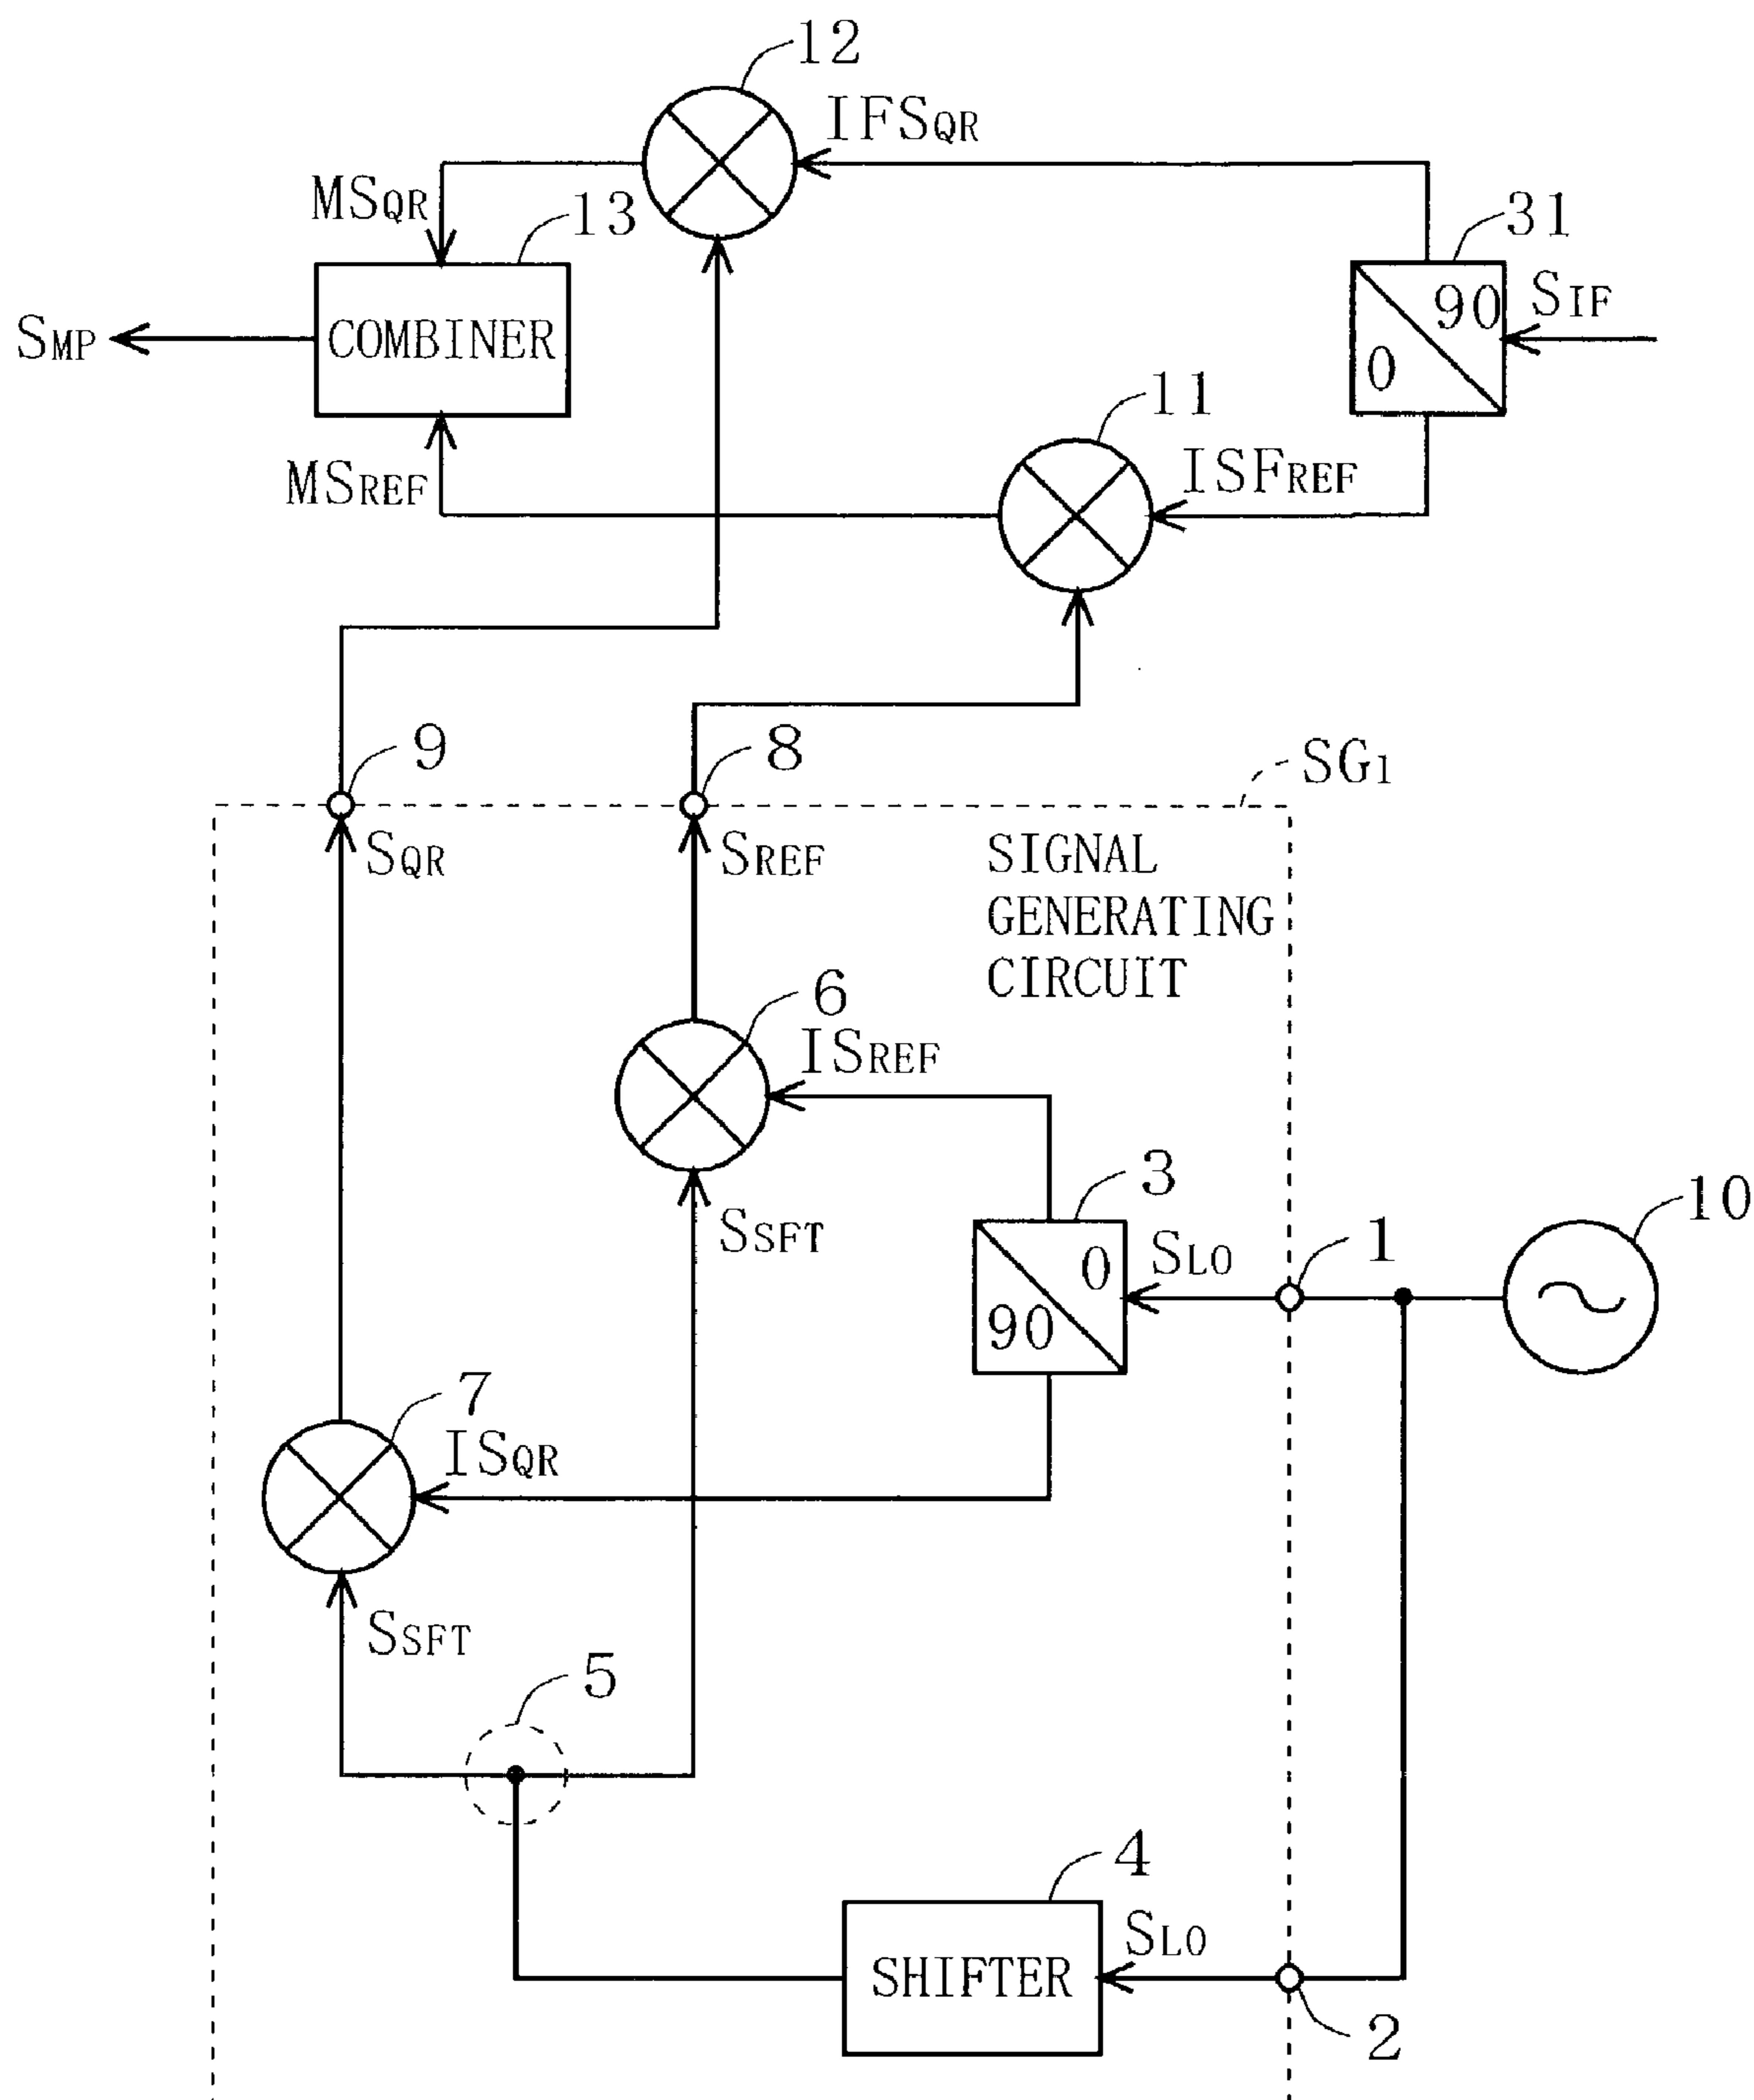 12
IFSQR
MSQR
13
31
90
0
SIF
SMP
COMBINER
11
MSREF
ISFREF
9
8
SG1
SQR
SREF
SIGNAL
GENERATING
CIRCUIT
6
ISREF
3
10
SSFT
0
90
SLO
1
7
ISQR
SSFT
5
4
SLO
SHIFTER
2